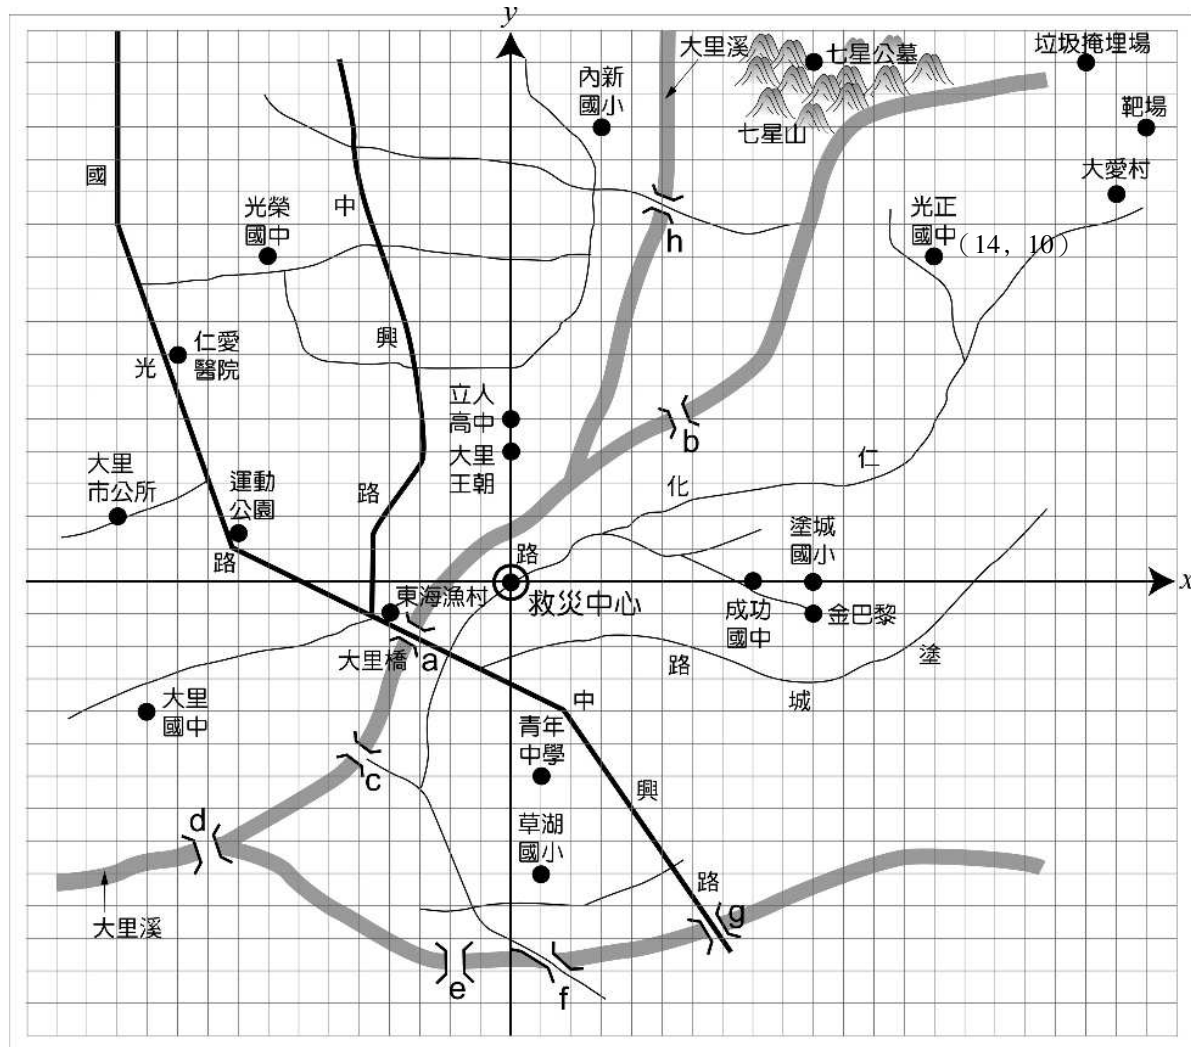 y
大里溪
七星公墓
垃圾掩埋場
內新
國小
靶場
七星山
國
大愛村
光榮
國中
中
光正
國中
(14, 10)
h
仁愛
醫院
興
光
立人
高中
b
大里
王朝
仁
大里
市公所
運動
公園
路
化
塗城
國小
路
路
x
東海漁村
救災中心
成功
國中
金巴黎
大里橋
a
路
塗
城
大里
國中
中
青年
中學
c
興
d
草湖
國小
路
g
大里溪
e
f